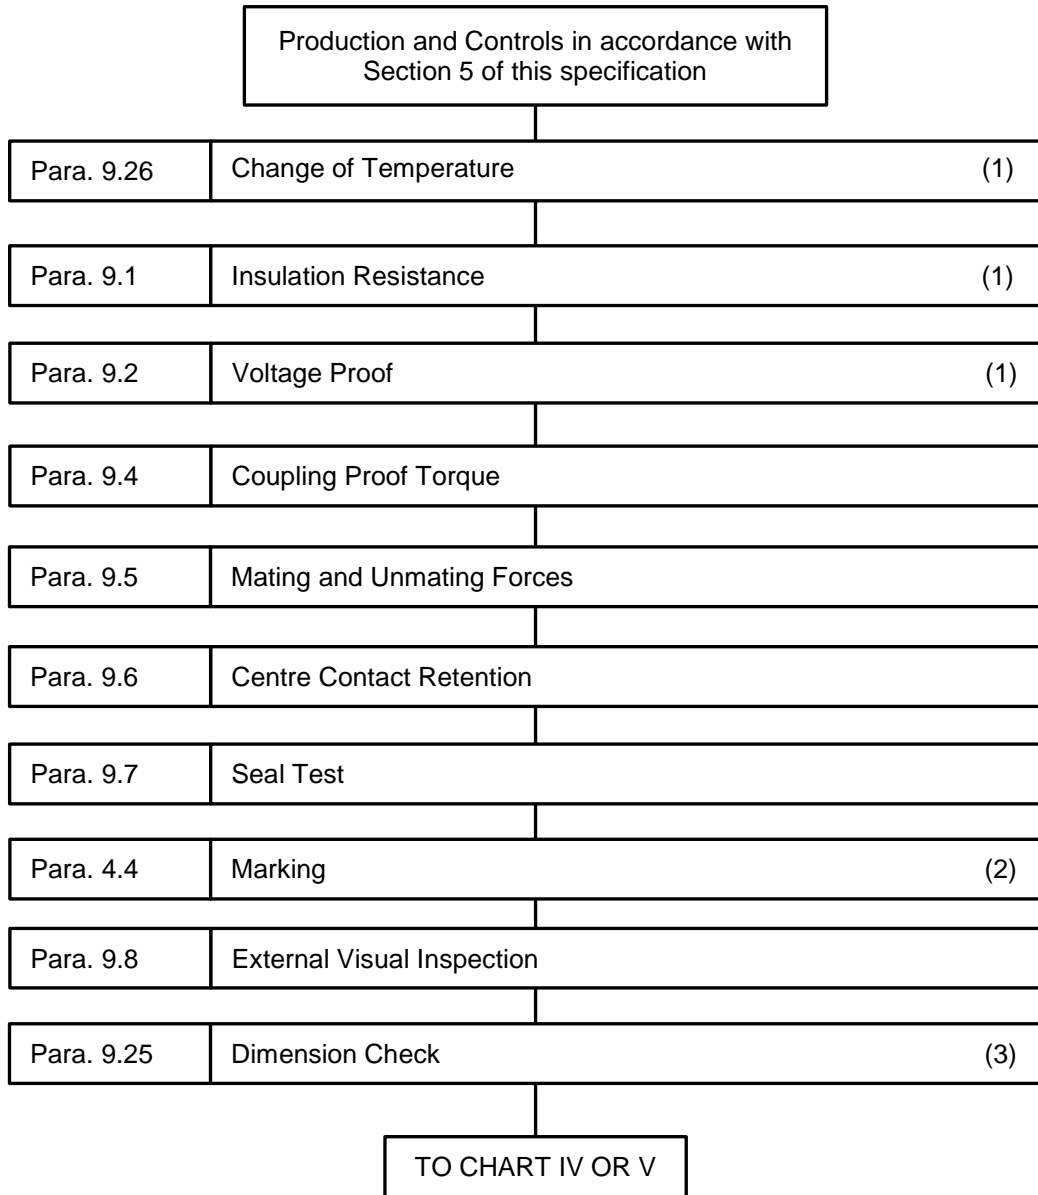 Production and Controls in accordance with
Section 5 of this specification
Para. 9.26 Change of Temperature (1)
Para. 9.1 Insulation Resistance (1)
Para. 9.2 Voltage Proof (1)
Para. 9.4 Coupling Proof Torque
Para. 9.5 Mating and Unmating Forces
Para. 9.6 Centre Contact Retention
Para. 9.7 Seal Test
Para. 4.4 Marking (2)
Para. 9.8 External Visual Inspection
Para. 9.25 Dimension Check (3)
TO CHART IV OR V